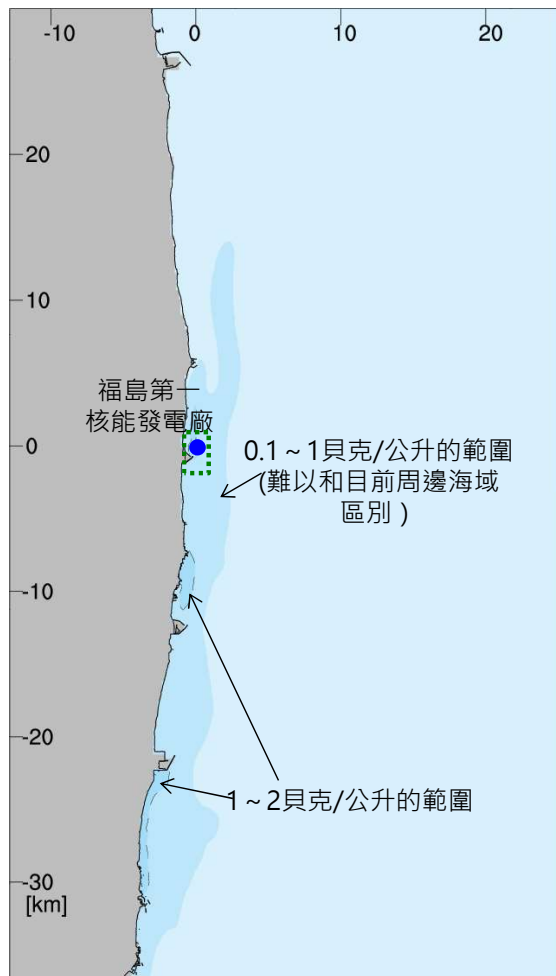 -10 0 10 20
20
10
福島第一
核能發電廠
0
0.1～1貝克/公升的範圍
(難以和目前周邊海域
區別）
-10
-20
1～2貝克/公升的範圍
-30
[km]